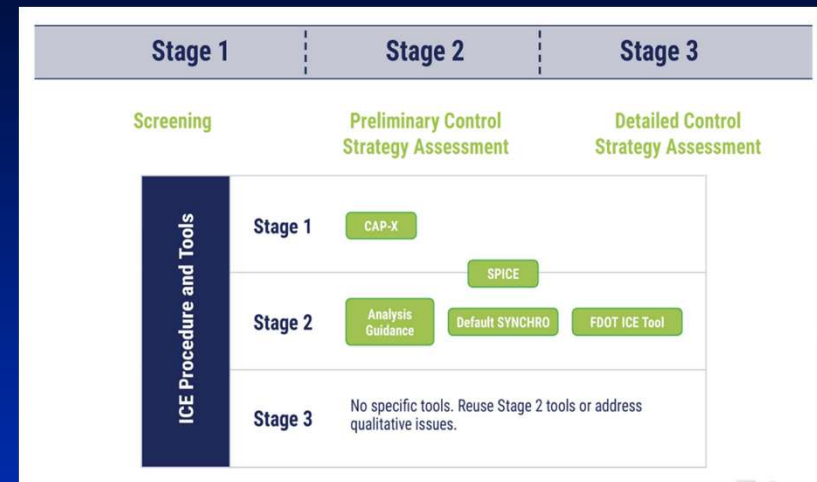 Stage 1
Stage 2
Stage 3
Screening
Preliminary Control
Strategy Assessment
Detailed Control
Strategy Assessment
ICE Procedure and Tools
Stage 1
CAP-X
SPICE
Stage 2
Analysis
Guidance
Default SYNCHRO
FDOT ICE Tool
Stage 3
No specific tools. Reuse Stage 2 tools or address
qualitative issues.